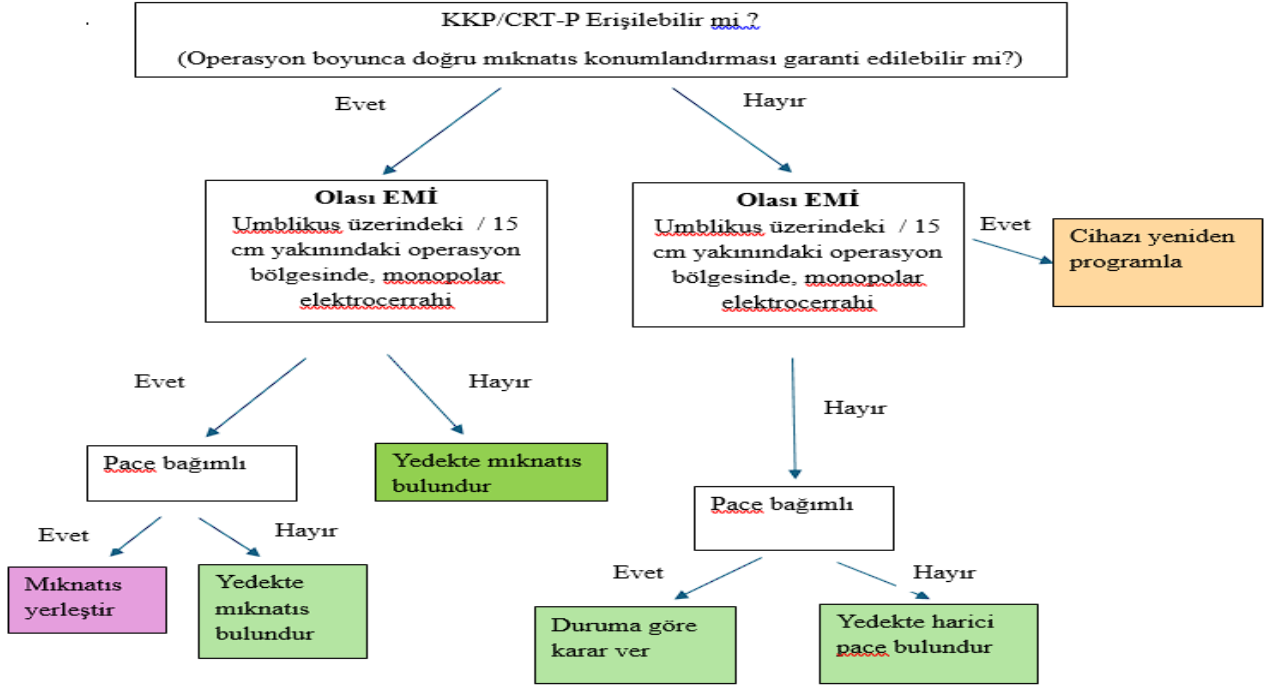 KKP/CRT-P Erişilebilir mi ?
(Operasyon boyunca doğru mıknatıs konumlandırması garanti edilebilir mi?)
Evet
Hayır
Olası EMİ
Umblikus üzerindeki / 15
cm yakınındaki operasyon
bölgesinde, monopolar
elektrocerrahi
Olası EMİ
Umblikus üzerindeki / 15
cm yakınındaki operasyon
bölgesinde, monopolar
elektrocerrahi
Evet
Cihazı yeniden
programla
Evet
Hayır
Hayır
Pace bağımlı
Yedekte mıknatıs
bulundur
Pace bağımlı
Evet
Hayır
Mıknatıs
yerleştir
Yedekte
mıknatıs
bulundur
Evet
Hayır
Duruma göre
karar ver
Yedekte harici
pace bulundur